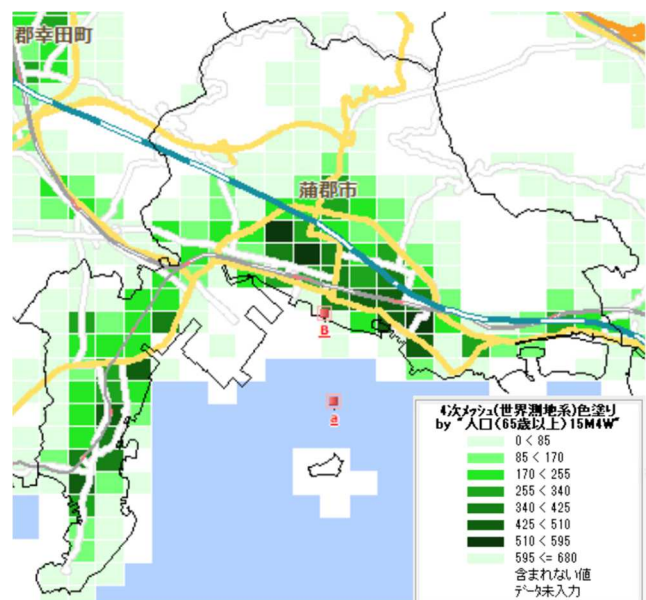 郡幸田町
蒲郡市
B
a
4次メッシュ(世界測地系)色塗り
by "人口(65歳以上)15M4W"
0 < 85
85 < 170
170 < 255
255 < 340
340 < 425
425 < 510
510 < 595
595 <= 680
含まれない値
データ未入力